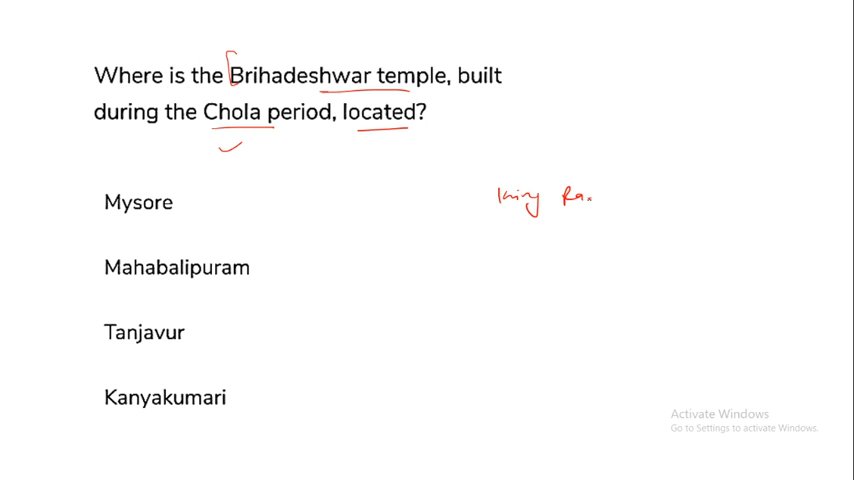 Where is the Brihadeshwar temple, built
during the Chola period, located?
Mysore
King Ra
Mahabalipuram
Tanjavur
Kanyakumari
Activate Windows
Go to Settings to activate Windows.